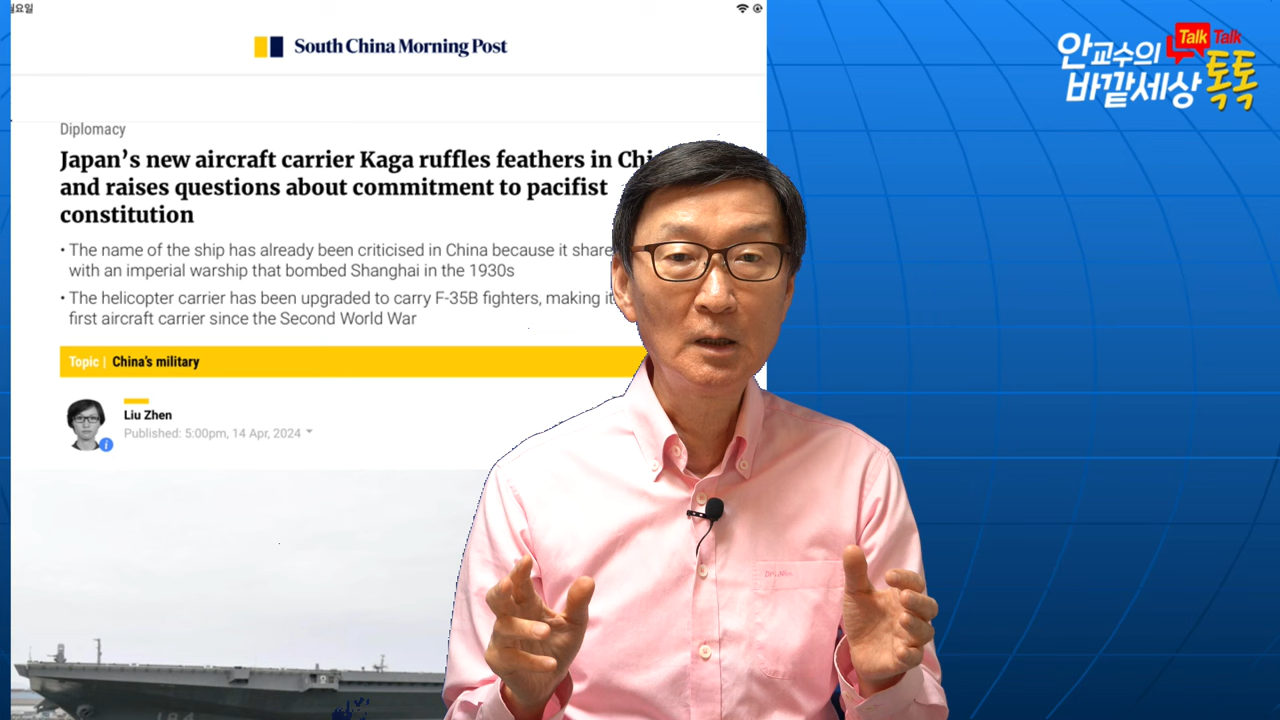 월요일
South China Morning Post
Talk Talk
안교수의
바깥세상 톡톡
Diplomacy
Japan's new aircraft carrier Kaga ruffles feathers in
and raises questions about commitment to pacifist
constitution
• The name of the ship has already been criticised in China because it
with an imperial warship that bombed Shanghai in the 1930s
• The helicopter carrier has been upgraded to carry F-35B fighters, making it
first aircraft carrier since the Second World War
Topic | China's military
Liu Zhen
Published: 5:00pm, 14 Apr, 2024
184